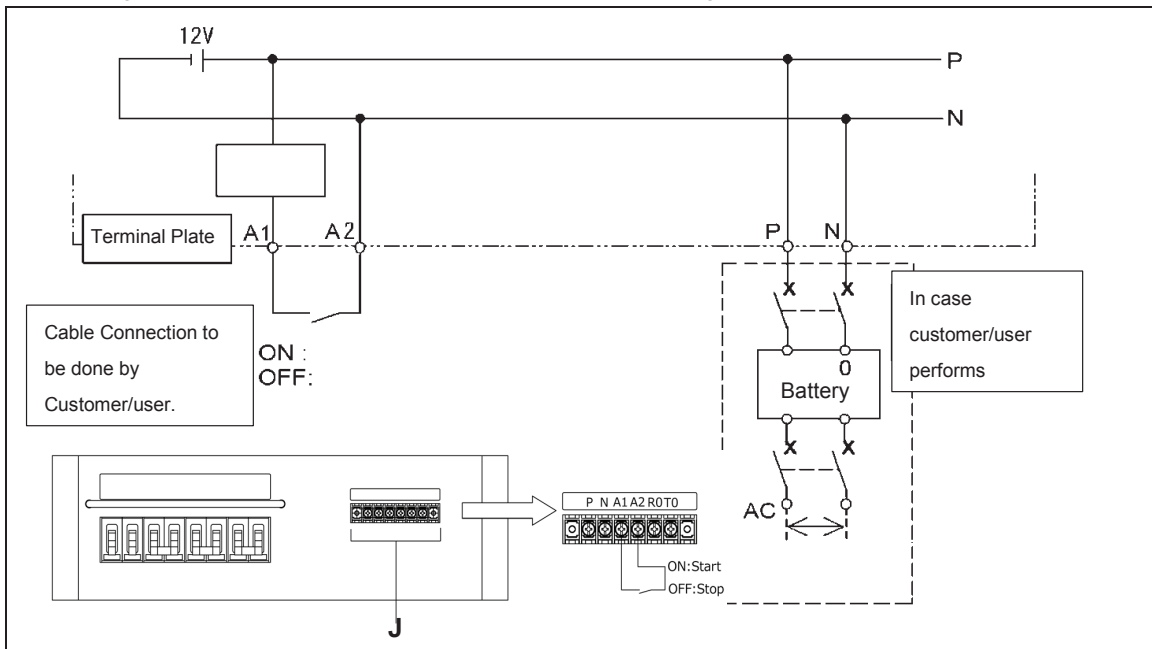 12V
P
N
Terminal Plate
A1
A2
P
N
Cable Connection to
be done by
Customer/user.
ON :
OFF:
In case
customer/user
performs
0
Battery
AC
P N A1 A2 R0 T0
ON:Start
OFF:Stop
J